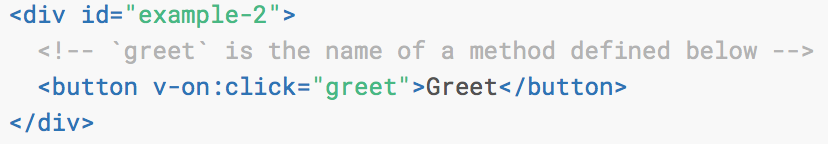 <div id="example-2">
<!-- `greet` is the name of a method defined below -->
<button v-on:click="greet">Greet</button>
</div>